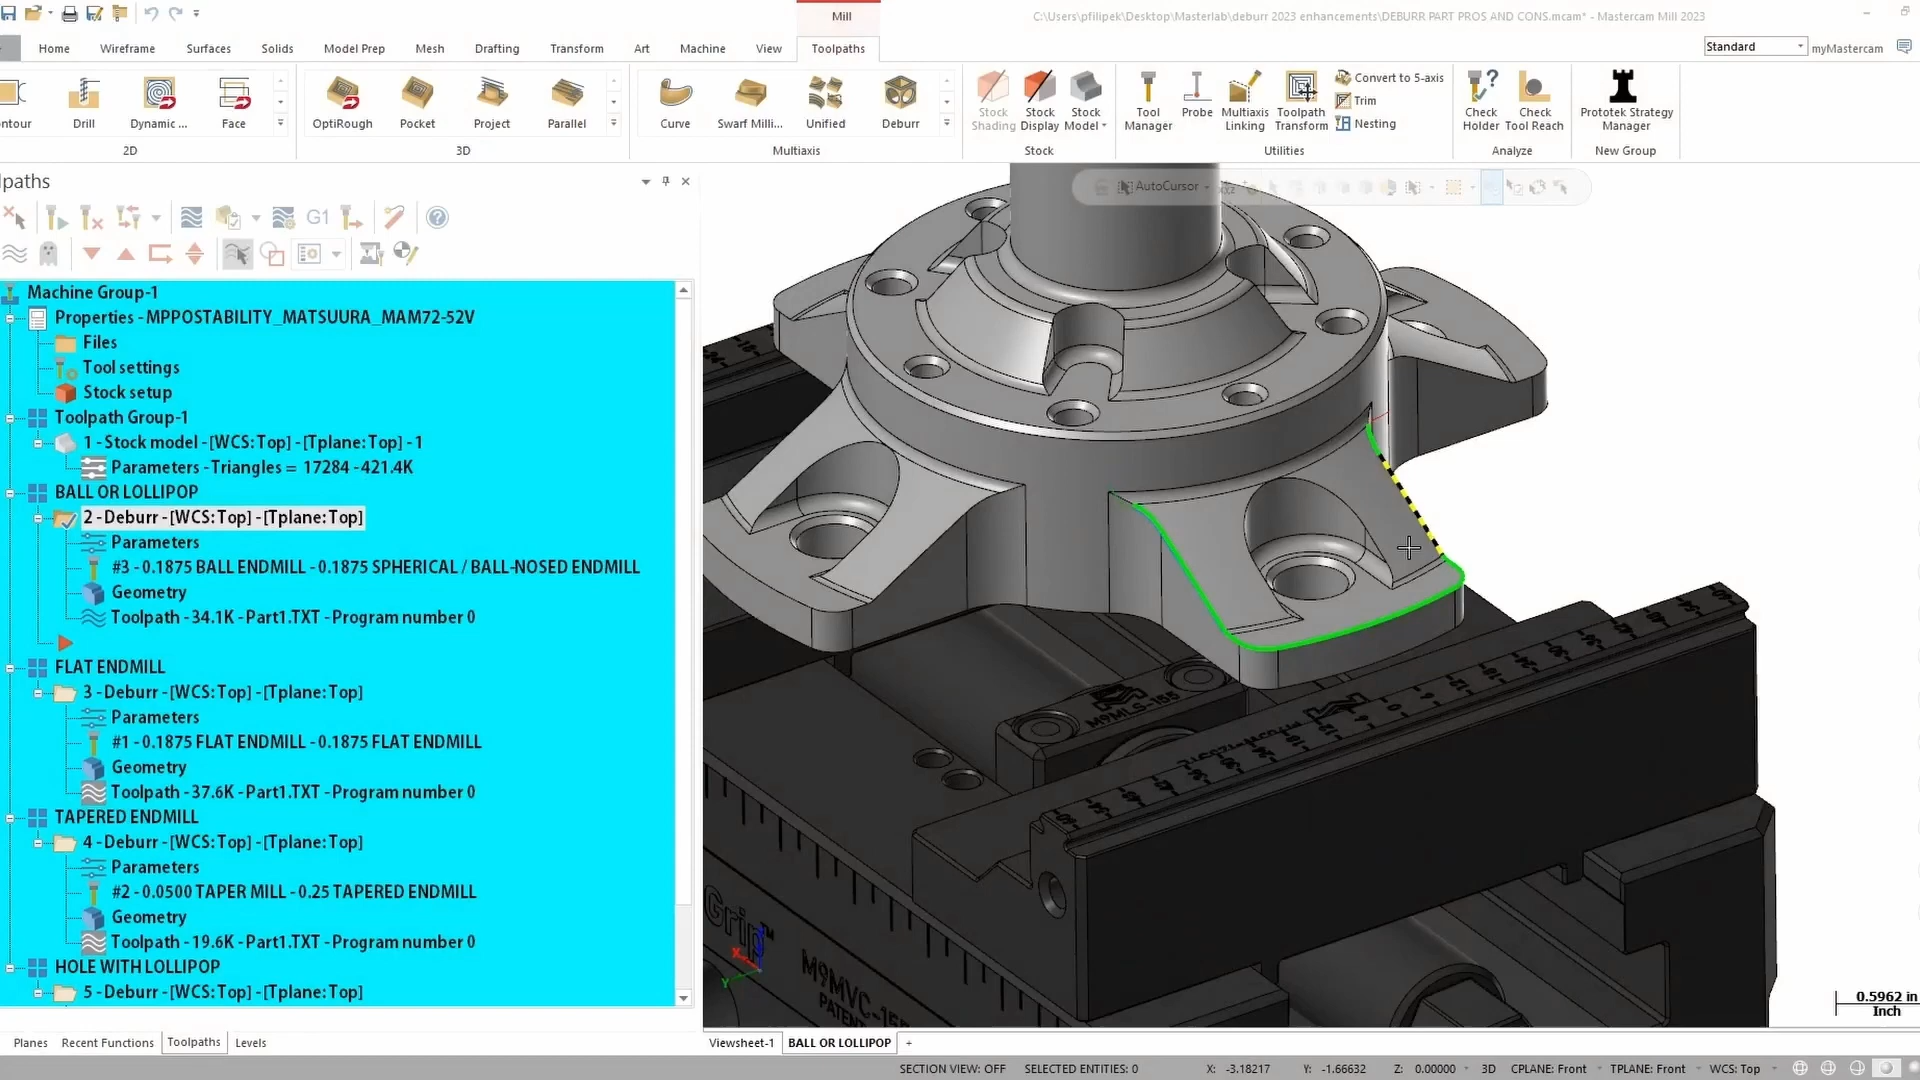 Mill
C:\Users\pfilipek\Desktop\Masterlab\deburr 2023 enhancements\DEBURR PART PROS AND CONS.mcam* - Mastercam Mill 2023
Home Wireframe Surfaces Solids Model Prep Mesh Drafting Transform Art Machine View Toolpaths
Standard
myMastercam
ontour Drill Dynamic ... Face
OptiRough Pocket Project Parallel
Curve Swarf Milli... Unified Deburr
Stock Shading
Stock Display
Stock Model
Tool Manager
Probe
Multiaxis Linking
Toolpath Transform
Convert to 5-axis
Trim
Nesting
Check Holder
Check Tool Reach
Prototek Strategy Manager
2D 3D Multiaxis Stock Utilities Analyze New Group
lpaths
AutoCursor
G1
Machine Group-1
Properties - MPPOSTABILITY_MATSUURA_MAM72-52V
Files
Tool settings
Stock setup
Toolpath Group-1
1 - Stock model - [WCS: Top] - [Tplane: Top] - 1
Parameters - Triangles = 17284 - 421.4K
BALL OR LOLLIPOP
2 - Deburr - [WCS: Top] - [Tplane: Top]
Parameters
#3 - 0.1875 BALL ENDMILL - 0.1875 SPHERICAL / BALL-NOSED ENDMILL
Geometry
Toolpath - 34.1K - Part1.TXT - Program number 0
FLAT ENDMILL
3 - Deburr - [WCS: Top] - [Tplane: Top]
Parameters
#1 - 0.1875 FLAT ENDMILL - 0.1875 FLAT ENDMILL
Geometry
Toolpath - 37.6K - Part1.TXT - Program number 0
TAPERED ENDMILL
4 - Deburr - [WCS: Top] - [Tplane: Top]
Parameters
#2 - 0.0500 TAPER MILL - 0.25 TAPERED ENDMILL
Geometry
Toolpath - 19.6K - Part1.TXT - Program number 0
HOLE WITH LOLLIPOP
5 - Deburr - [WCS: Top] - [Tplane: Top]
M9MLS-155
Grip™
M9MVC-15
X
Y
0.5962 in
Inch
Planes Recent Functions Toolpaths Levels
Viewsheet-1 BALL OR LOLLIPOP +
SECTION VIEW: OFF SELECTED ENTITIES: 0 X: -3.18217 Y: -1.66632 Z: 0.00000 3D CPLANE: Front TPLANE: Front WCS: Top